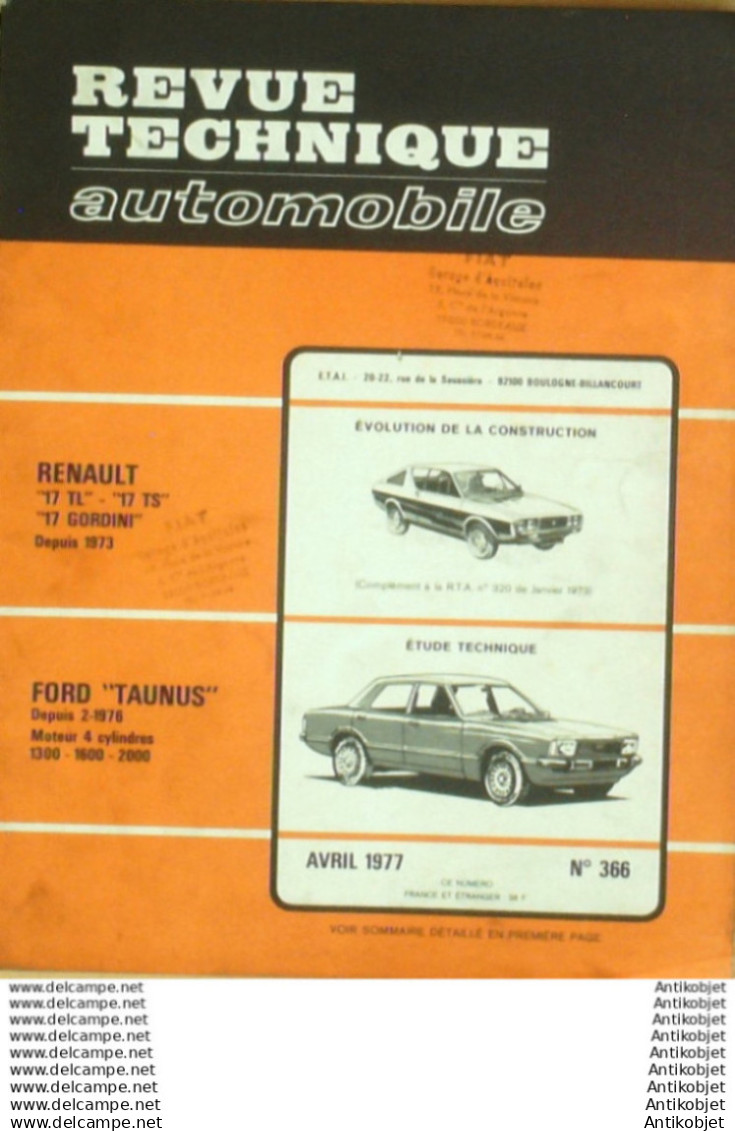 REVUE
TECHNIQUE
automobile
FIAT
Garage d'Aquitaine
E.T.A.I. - 20-22, rue de la Saussière - 92100 BOULOGNE-BILLANCOURT
ÉVOLUTION DE LA CONSTRUCTION
RENAULT
"17 TL" - "17 TS"
"17 GORDINI"
Depuis 1973
FIAT
(Complément à la R.T.A. n° 320 de Janvier 1973)
ÉTUDE TECHNIQUE
FORD "TAUNUS"
Depuis 2-1976
Moteur 4 cylindres
1300 - 1600 - 2000
AVRIL 1977
N° 366
CE NUMÉRO
FRANCE ET ÉTRANGER
VOIR SOMMAIRE DÉTAILLÉ EN PREMIÈRE PAGE
www.delcampe.net Antikobjet
www.delcampe.net Antikobjet
www.delcampe.net Antikobjet
www.delcampe.net Antikobjet
www.delcampe.net Antikobjet
www.delcampe.net Antikobjet
www.delcampe.net Antikobjet
www.delcampe.net Antikobjet
www.delcampe.net Antikobjet